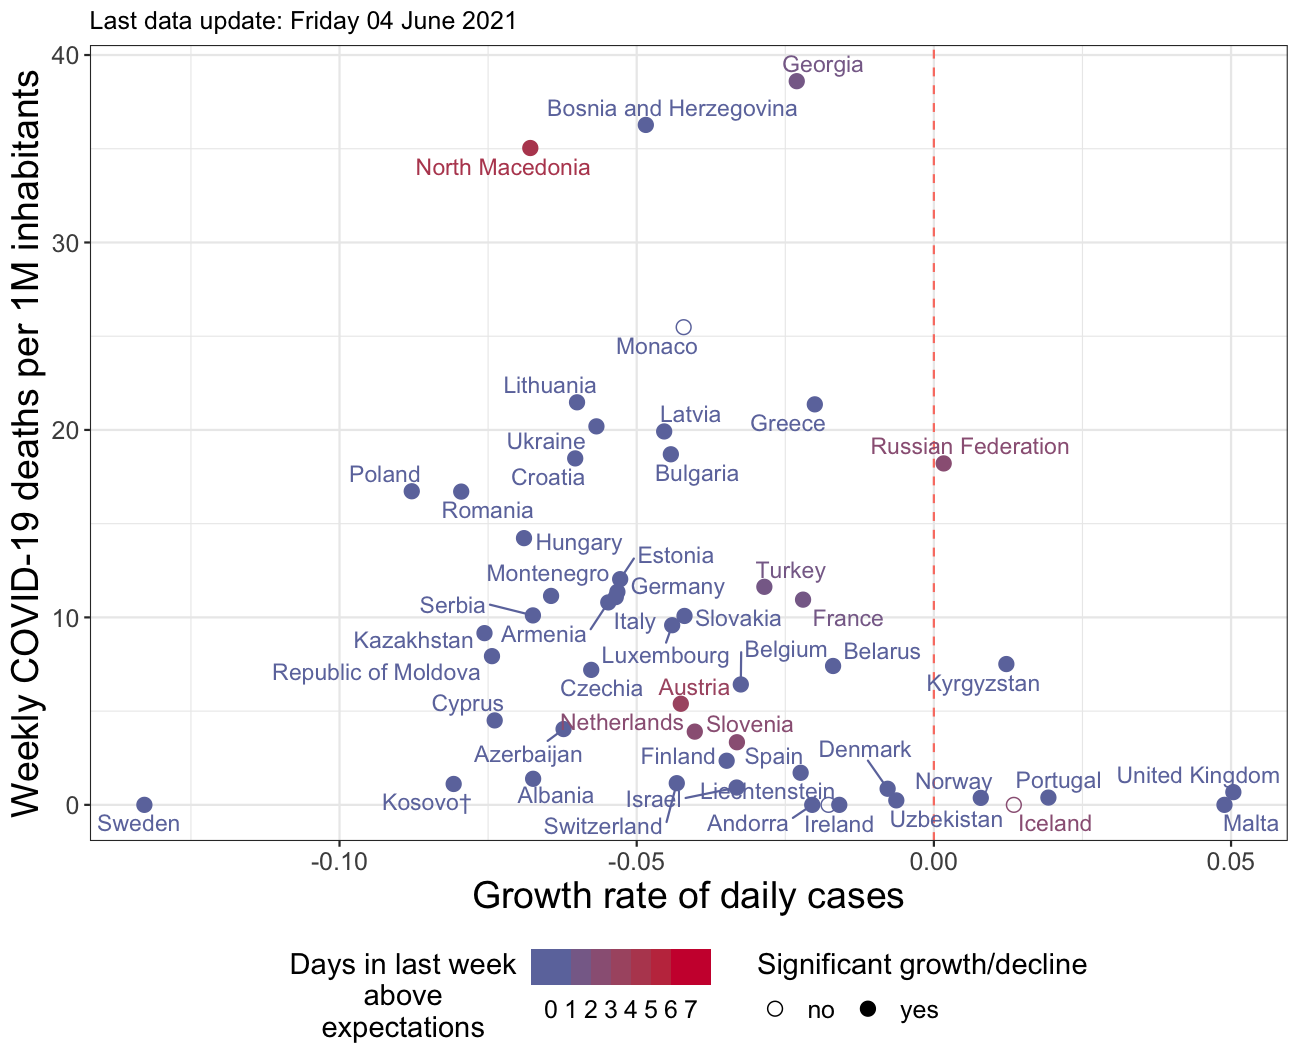 Last data update: Friday 04 June 2021
Weekly COVID-19 deaths per 1M inhabitants
40
30
20
10
0
Georgia
Bosnia and Herzegovina
North Macedonia
Monaco
Lithuania
Latvia
Greece
Ukraine
Russian Federation
Croatia
Bulgaria
Poland
Romania
Hungary
Estonia
Montenegro
Turkey
Germany
Serbia
Armenia
Italy
Slovakia
France
Kazakhstan
Luxembourg
Belgium
Belarus
Republic of Moldova
Czechia
Austria
Kyrgyzstan
Cyprus
Netherlands
Slovenia
Azerbaijan
Finland
Spain
Denmark
Kosovo†
Albania
Israel
Liechtenstein
Norway
Portugal
United Kingdom
Sweden
Switzerland
Andorra
Ireland
Uzbekistan
Iceland
Malta
-0.10
-0.05
0.00
0.05
Growth rate of daily cases
Days in last week
above
expectations
0 1 2 3 4 5 6 7
Significant growth/decline
no
yes